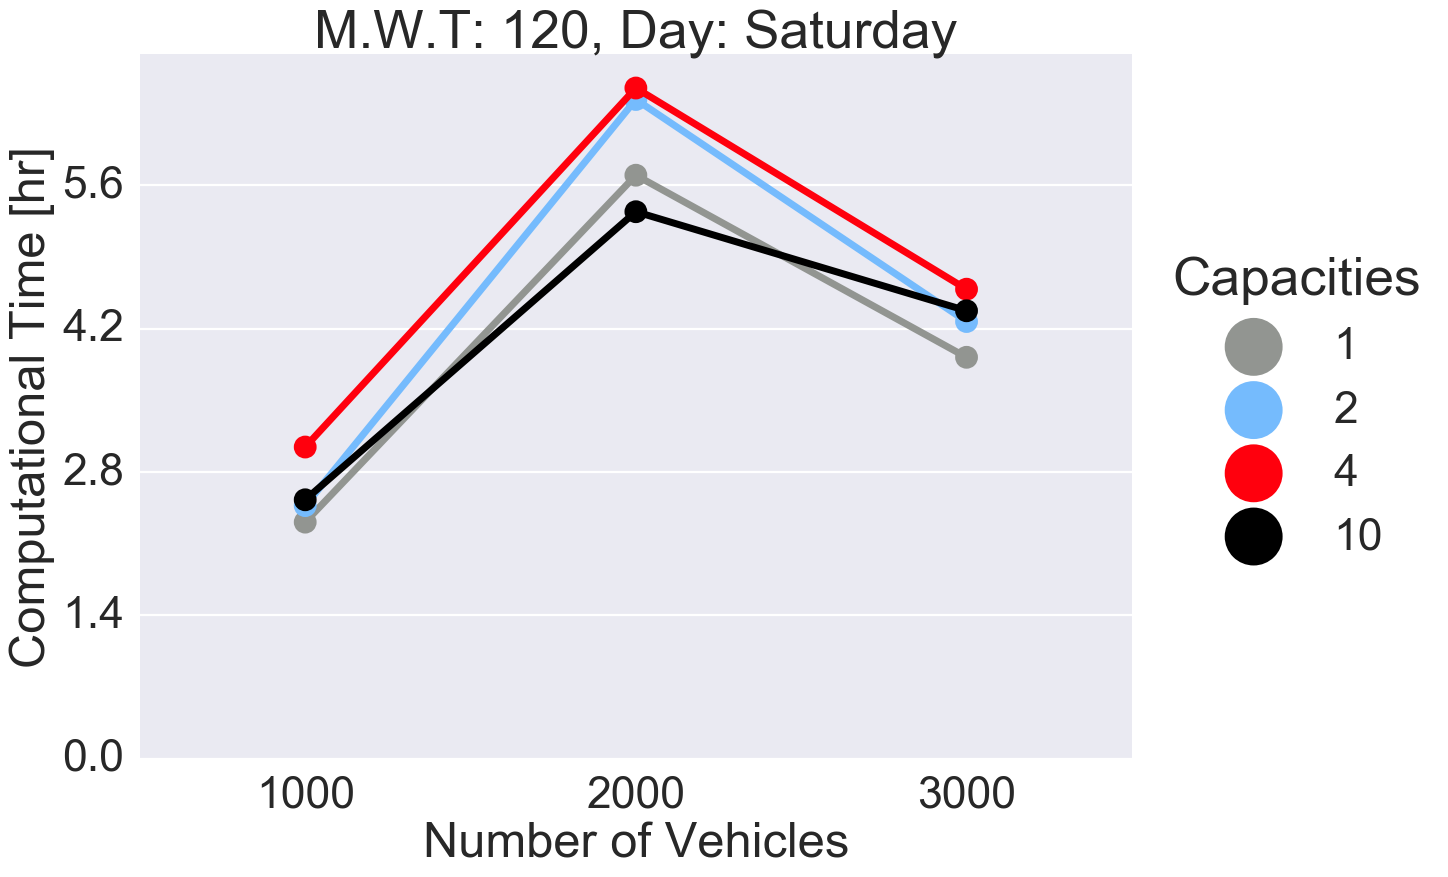 M.W.T: 120, Day: Saturday
Computational Time [hr]
5.6
4.2
2.8
1.4
0.0
1000 2000 3000
Number of Vehicles
Capacities
1
2
4
10